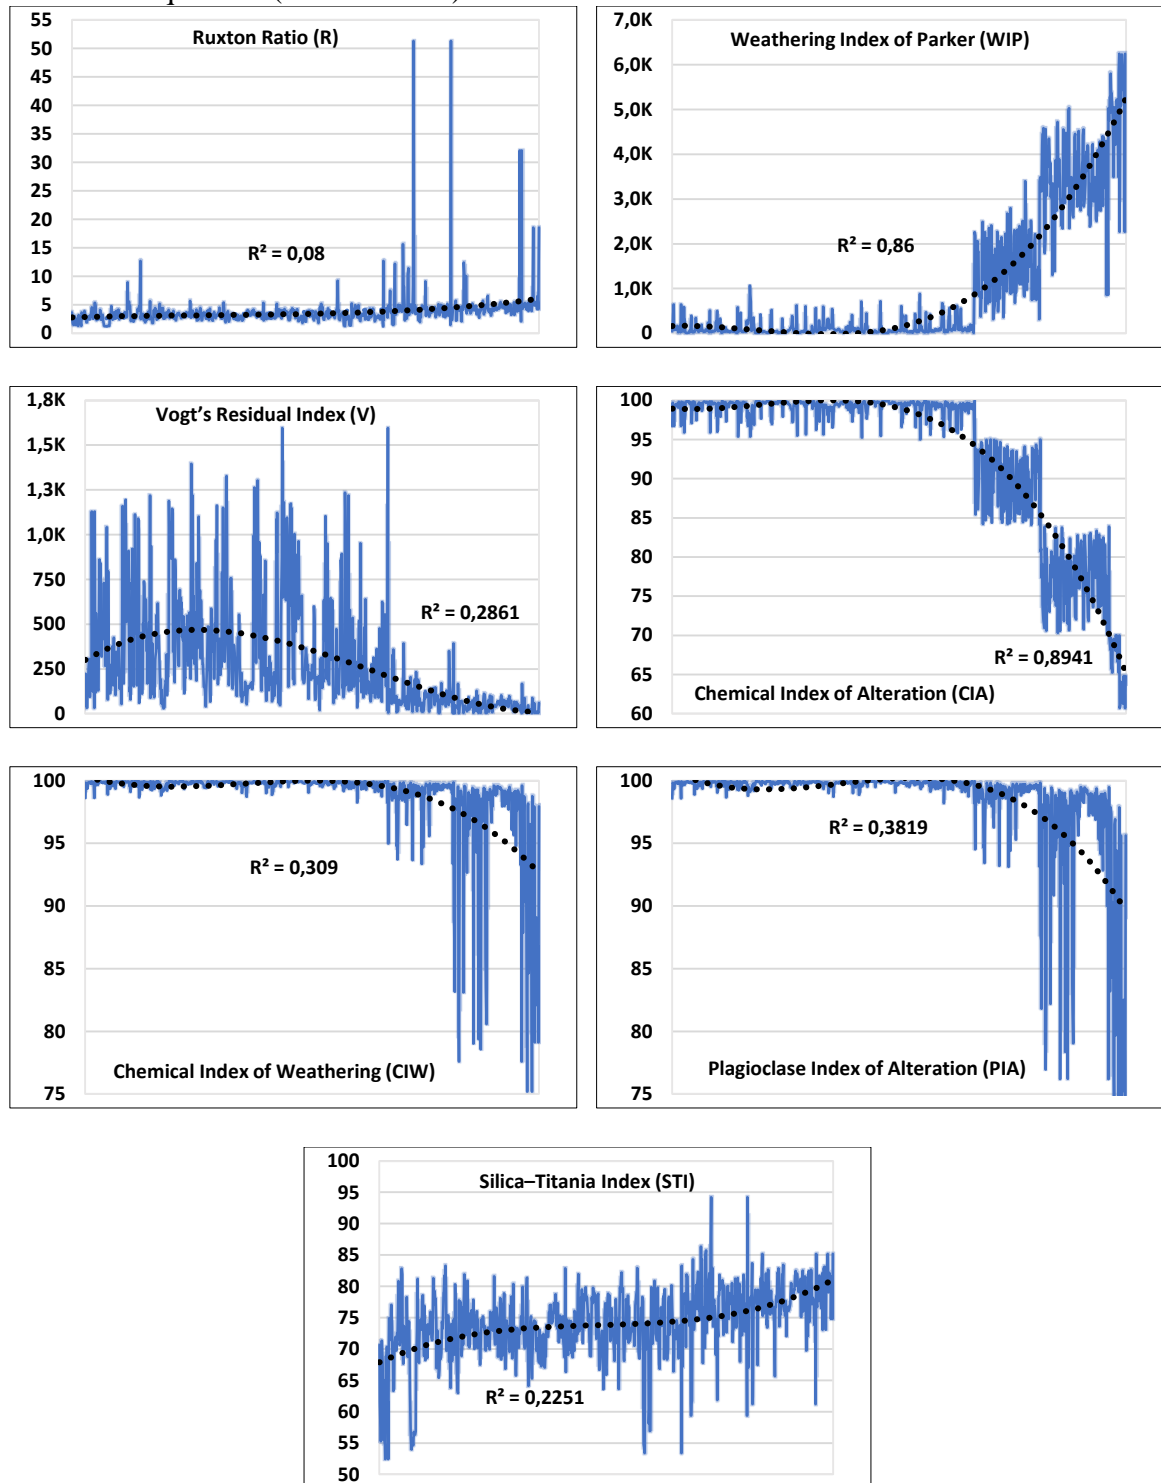 Ruxton Ratio (R)
55
50
45
40
35
30
25
20
15
10
5
0
R² = 0,08
Weathering Index of Parker (WIP)
7,0K
6,0K
5,0K
4,0K
3,0K
2,0K
1,0K
0
R² = 0,86
Vogt's Residual Index (V)
1,8K
1,5K
1,3K
1,0K
750
500
250
0
R² = 0,2861
100
95
90
85
80
75
70
65
60
R² = 0,8941
Chemical Index of Alteration (CIA)
100
95
90
85
80
75
R² = 0,309
Chemical Index of Weathering (CIW)
100
95
90
85
80
75
R² = 0,3819
Plagioclase Index of Alteration (PIA)
Silica–Titania Index (STI)
100
95
90
85
80
75
70
65
60
55
50
R² = 0,2251